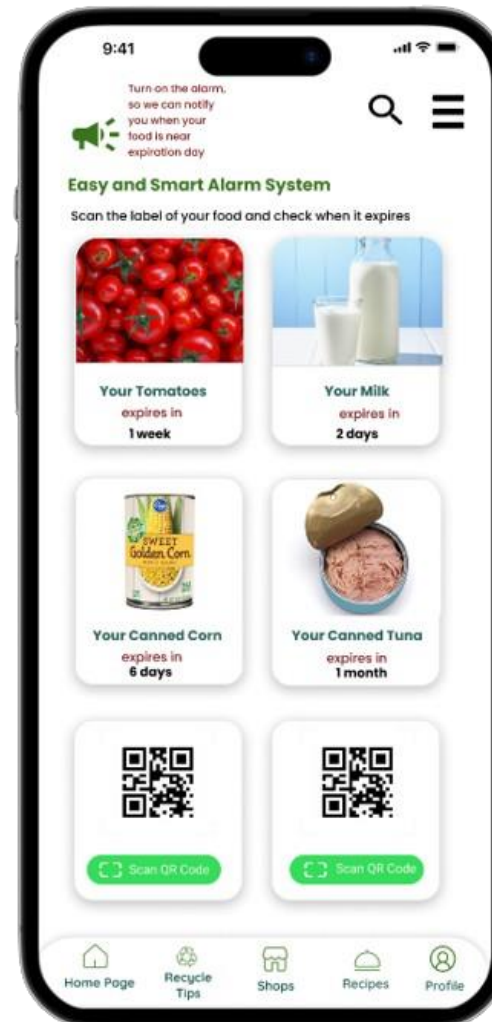 9:41
Turn on the alarm,
so we can notify
you when your
food is near
expiration day
Easy and Smart Alarm System
Scan the label of your food and check when it expires
Your Tomatoes
expires in
1 week
Your Milk
expires in
2 days
SWEET
Golden Corn
Your Canned Corn
expires in
6 days
Your Canned Tuna
expires in
1 month
Scan QR Code
Scan QR Code
Home Page
Recycle
Tips
Shops
Recipes
Profile